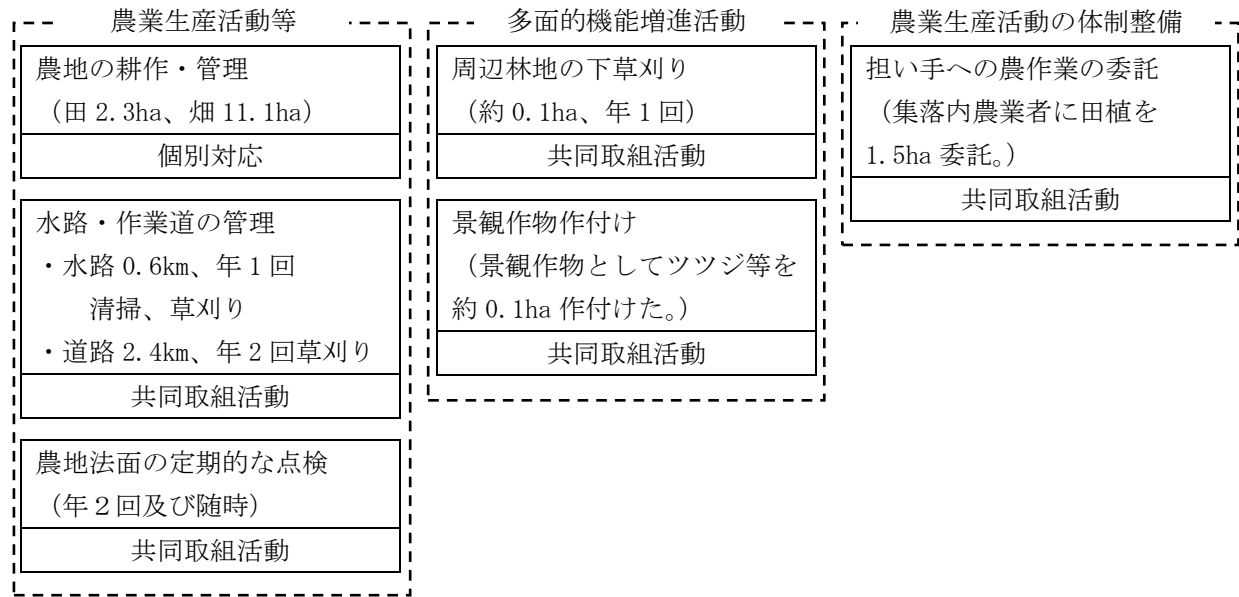 農業生産活動等
農地の耕作・管理
（田 2.3ha、畑 11.1ha）
個別対応
水路・作業道の管理
・水路 0.6km、年１回
清掃、草刈り
・道路 2.4km、年２回草刈り
共同取組活動
農地法面の定期的な点検
（年２回及び随時）
共同取組活動
多面的機能増進活動
周辺林地の下草刈り
（約 0.1ha、年１回）
共同取組活動
景観作物作付け
（景観作物としてツツジ等を
約 0.1ha 作付けた。）
共同取組活動
農業生産活動の体制整備
担い手への農作業の委託
（集落内農業者に田植を
1.5ha 委託。）
共同取組活動